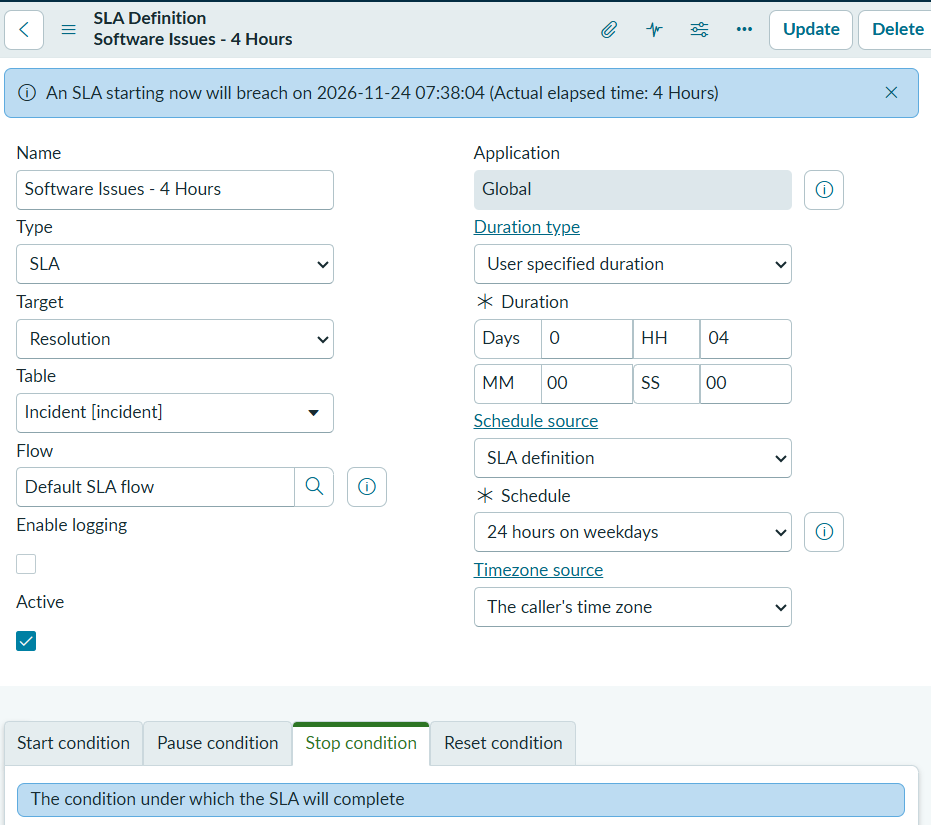 SLA Definition
Software Issues - 4 Hours
Update
Delete
An SLA starting now will breach on 2026-11-24 07:38:04 (Actual elapsed time: 4 Hours)
Name
Software Issues - 4 Hours
Type
SLA
Target
Resolution
Table
Incident [incident]
Flow
Default SLA flow
Enable logging
Active
Application
Global
Duration type
User specified duration
Duration
Days 0 HH 04
MM 00 SS 00
Schedule source
SLA definition
Schedule
24 hours on weekdays
Timezone source
The caller's time zone
Start condition Pause condition Stop condition Reset condition
The condition under which the SLA will complete